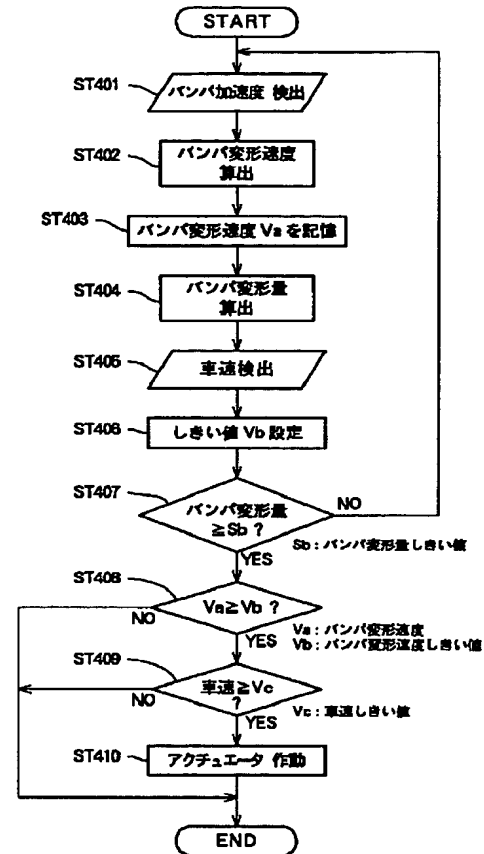 START
ST401
バンパ加速度 検出
ST402
バンパ変形速度
算出
ST403
バンパ変形速度 Va を記憶
ST404
バンパ変形量
算出
ST405
車速検出
ST406
しきい値 Vb 設定
ST407
バンパ変形量
≧Sb ?
NO
YES
Sb : バンパ変形量しきい値
ST408
Va≧Vb ?
NO
YES
Va : バンパ変形速度
Vb : バンパ変形速度しきい値
ST409
車速≧Vc
?
NO
YES
Vc : 車速しきい値
ST410
アクチュエータ 作動
END